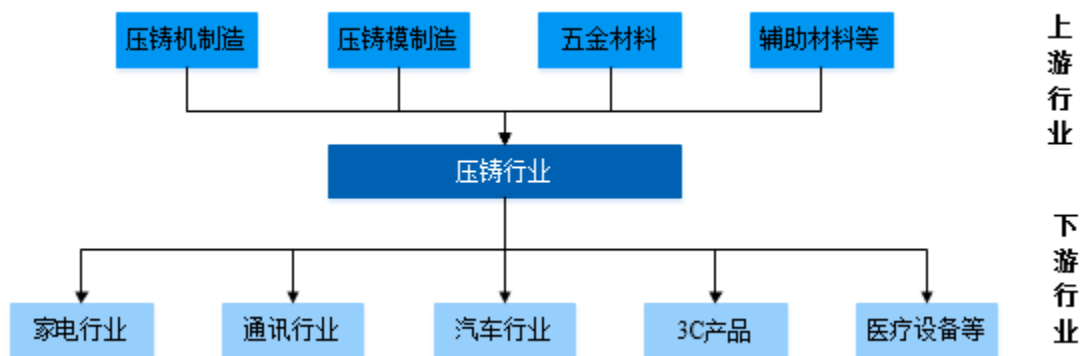 压铸机制造
压铸模制造
五金材料
辅助材料等
上游行业
压铸行业
下游行业
家电行业
通讯行业
汽车行业
3C产品
医疗设备等